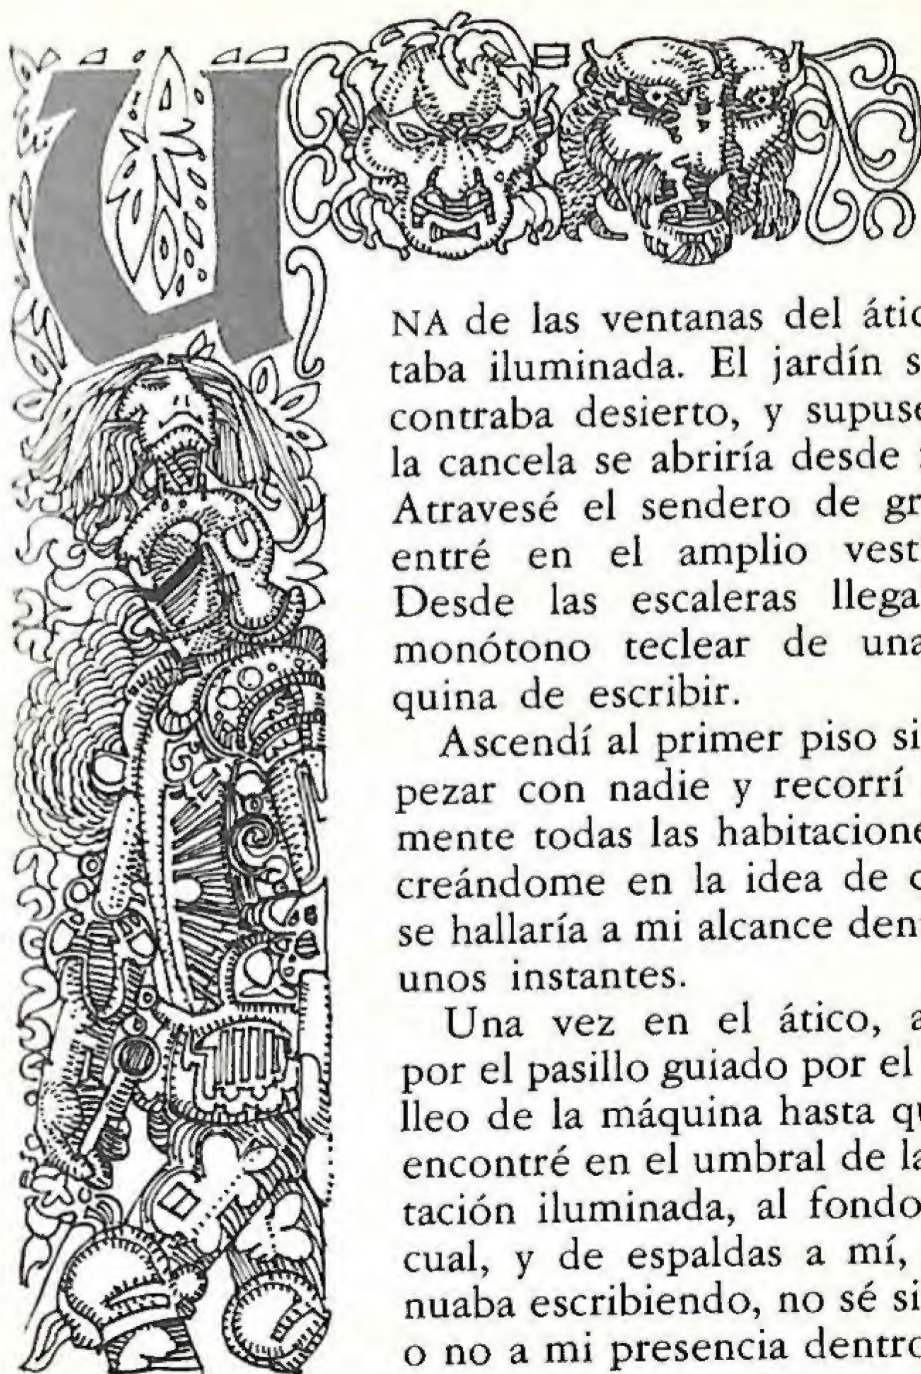 UNA de las ventanas del átic
taba iluminada. El jardín s
contraba desierto, y supuse
la cancela se abriría desde
Atravesé el sendero de gr
entré en el amplio vest
Desde las escaleras llega
monótono teclear de una
quina de escribir.
Ascendí al primer piso si
pezar con nadie y recorrí
mente todas las habitacione
creándome en la idea de
se hallaría a mi alcance den
unos instantes.
Una vez en el ático, a
por el pasillo guiado por el
lleo de la máquina hasta qu
encontré en el umbral de la
tación iluminada, al fondo
cual, y de espaldas a mí,
nuaba escribiendo, no sé si
o no a mi presencia dentro